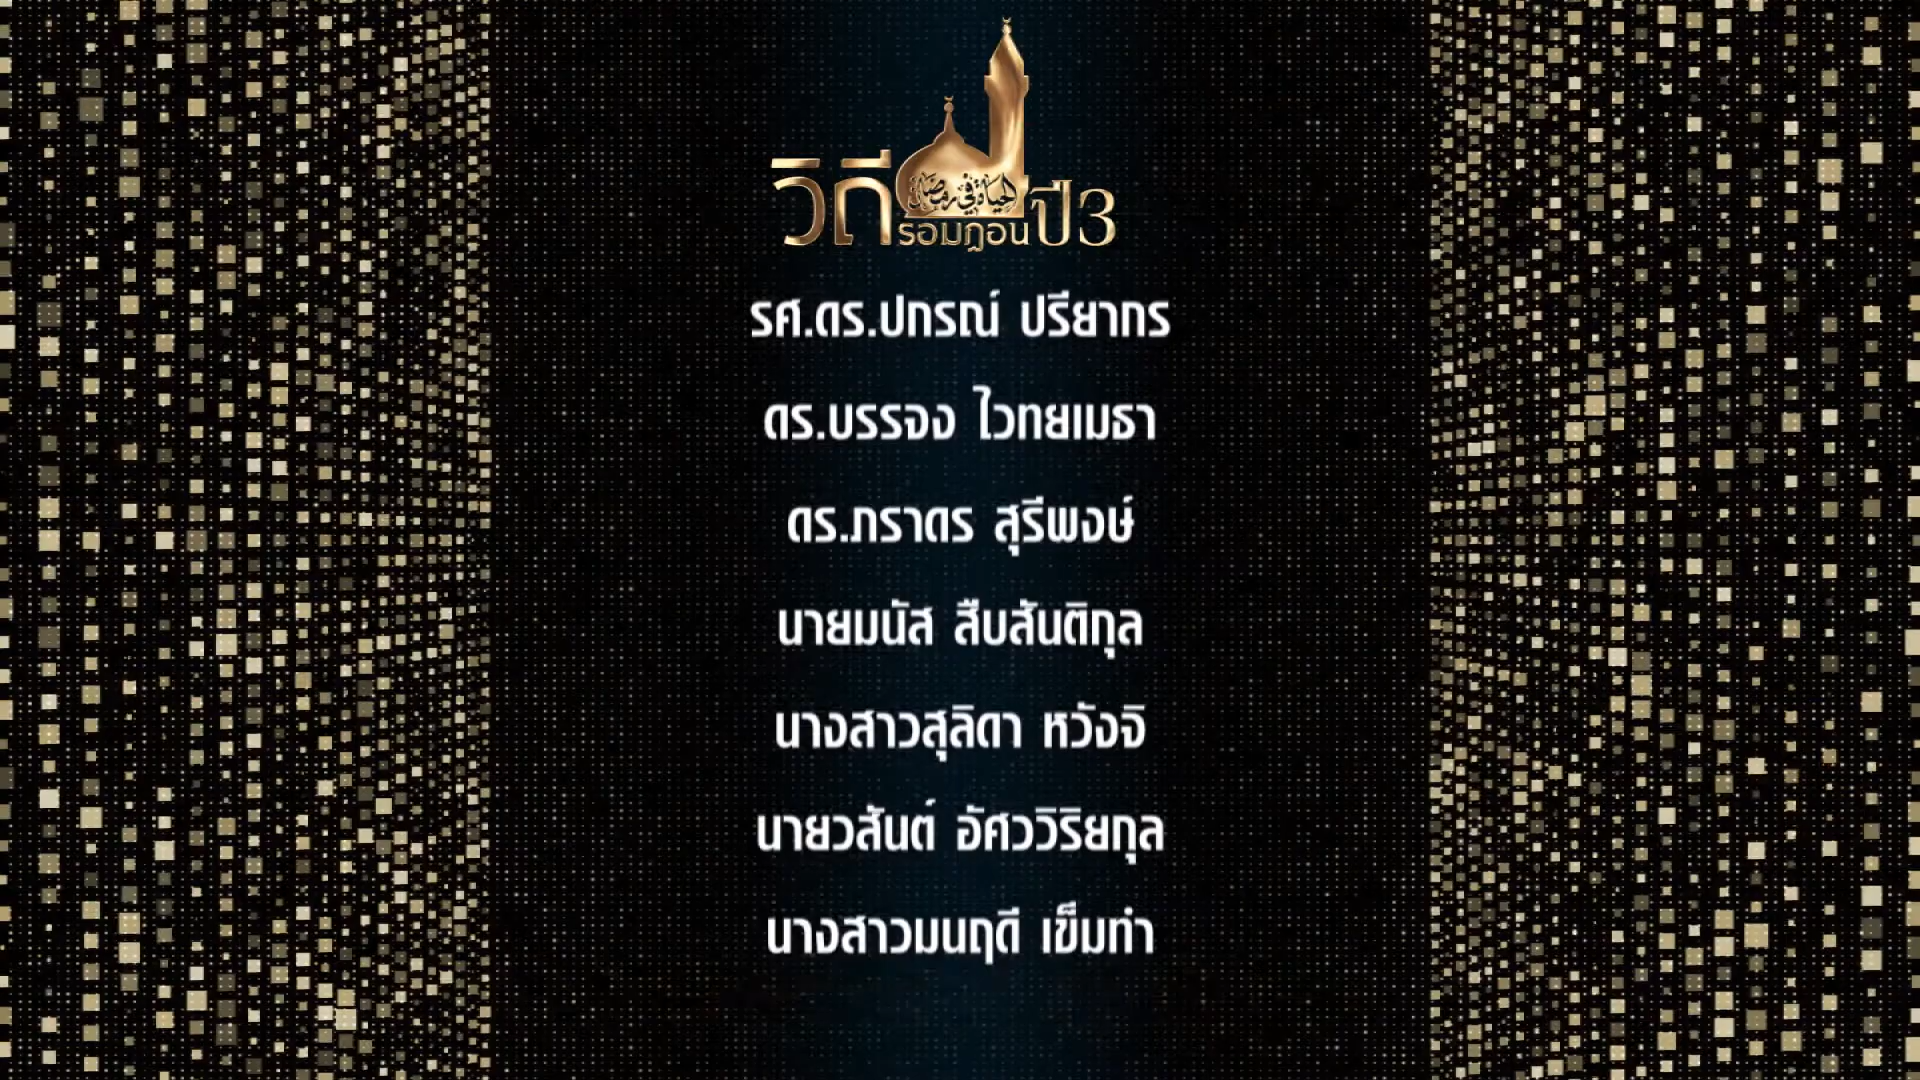 วิถี
الحياة في رمضان
รอมฎอน ปี3
รศ.ดร.ปกรณ์ ปรียากร
ดร.บรรจง ไวทยเมธา
ดร.ภราดร สุรีพงษ์
นายมนัส สืบสันติกุล
นางสาวสุลิดา หวังจิ
นายวสันต์ อัศววิริยกุล
นางสาวมนฤดี เข็มทำ